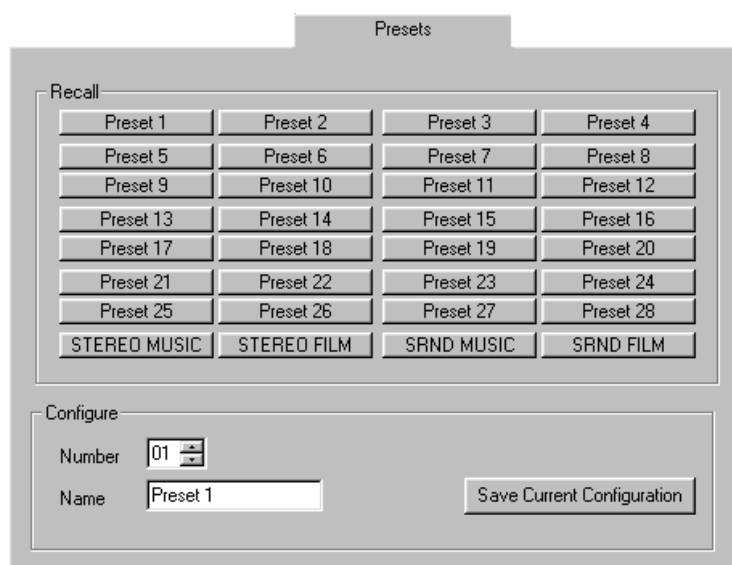 Presets
Recall
Preset 1 Preset 2 Preset 3 Preset 4
Preset 5 Preset 6 Preset 7 Preset 8
Preset 9 Preset 10 Preset 11 Preset 12
Preset 13 Preset 14 Preset 15 Preset 16
Preset 17 Preset 18 Preset 19 Preset 20
Preset 21 Preset 22 Preset 23 Preset 24
Preset 25 Preset 26 Preset 27 Preset 28
STEREO MUSIC STEREO FILM SRND MUSIC SRND FILM
Configure
Number 01
Name Preset 1 Save Current Configuration